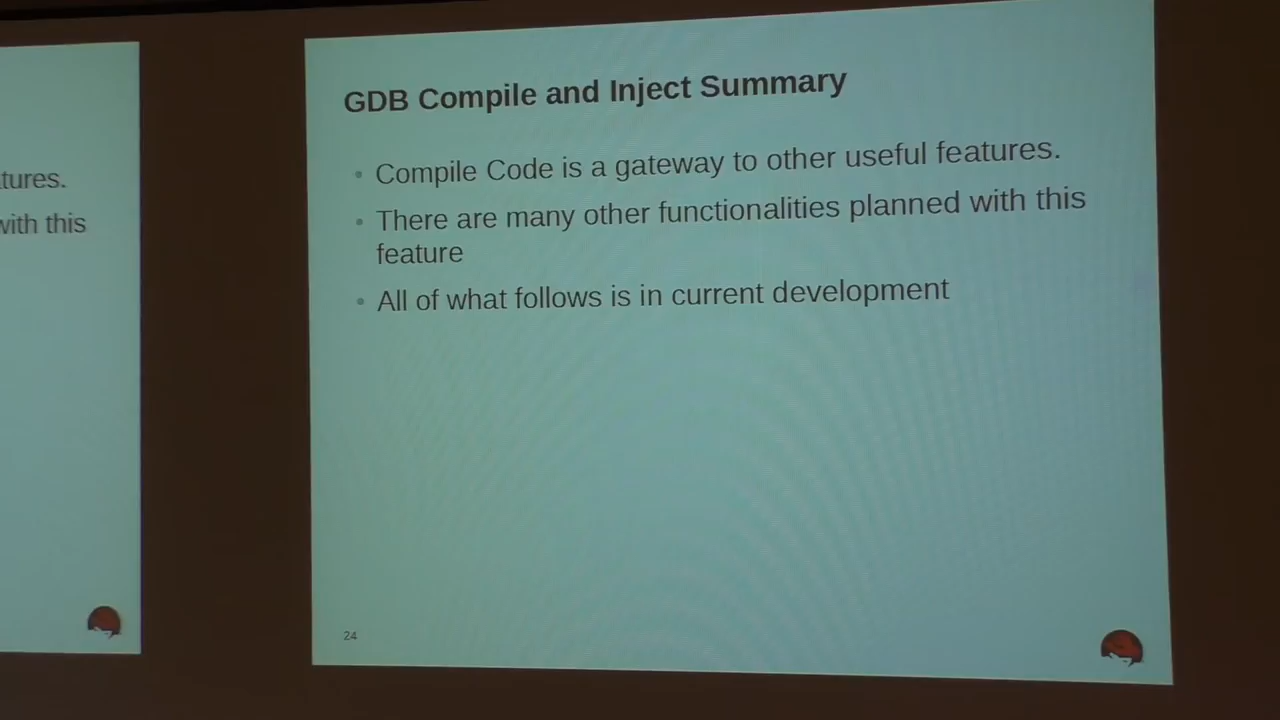 tures.
with this
GDB Compile and Inject Summary
• Compile Code is a gateway to other useful features.
• There are many other functionalities planned with this
feature
• All of what follows is in current development
24